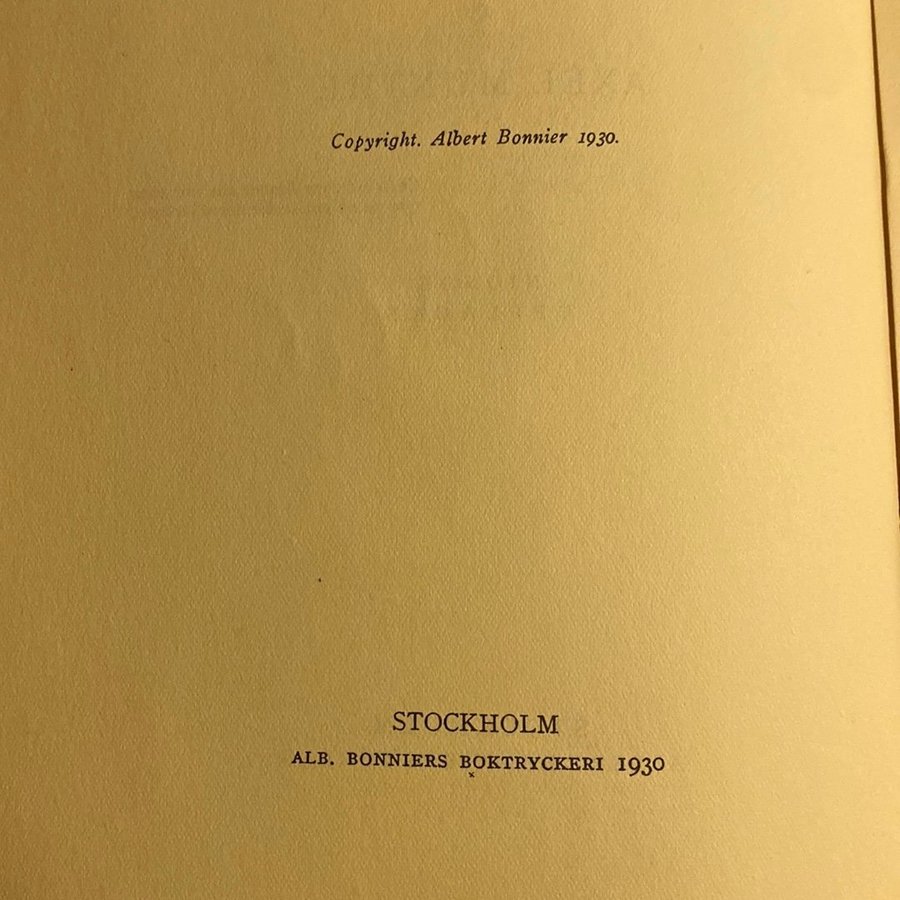 Copyright. Albert Bonnier 1930.
STOCKHOLM
ALB. BONNIERS BOKTRYCKERI 1930